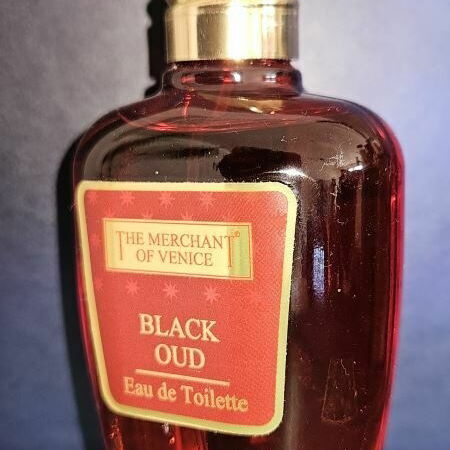 THE MERCHANT®
OF VENICE
BLACK
OUD
Eau de Toilette